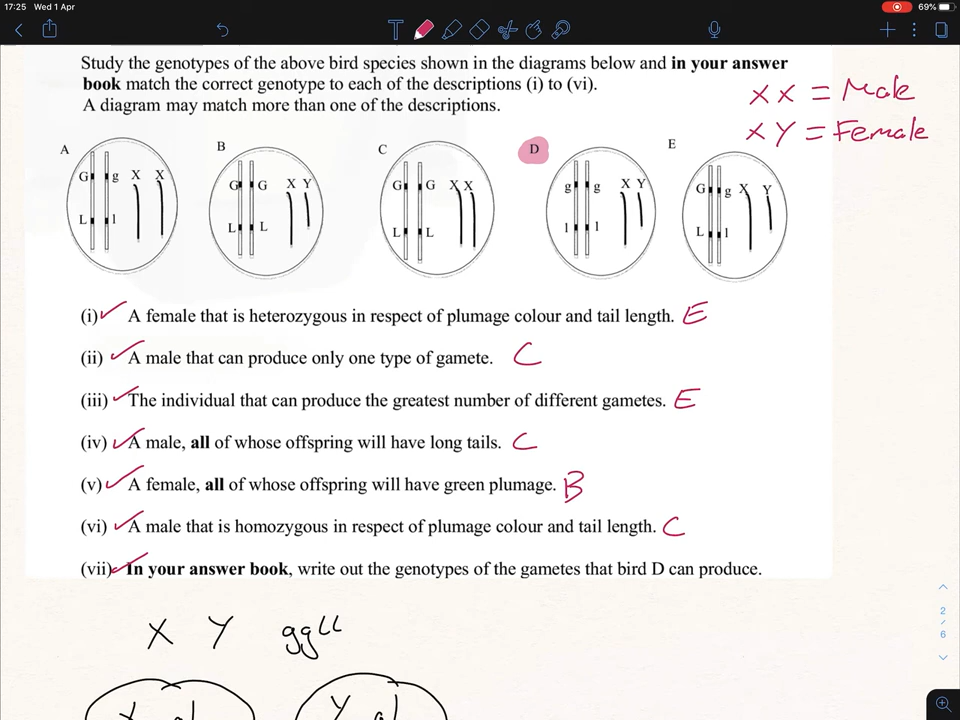 17:25 Wed 1 Apr
69%
Study the genotypes of the above bird species shown in the diagrams below and in your answer
book match the correct genotype to each of the descriptions (i) to (vi).
A diagram may match more than one of the descriptions.
XX = Male
XY = Female
A B C D E
G g X X
L l
G G X Y
L L
G G X X
L L
g g X Y
l l
G g X Y
L l
(i) A female that is heterozygous in respect of plumage colour and tail length. E
(ii) A male that can produce only one type of gamete. C
(iii) The individual that can produce the greatest number of different gametes. E
(iv) A male, all of whose offspring will have long tails. C
(v) A female, all of whose offspring will have green plumage. B
(vi) A male that is homozygous in respect of plumage colour and tail length. C
(vii) In your answer book, write out the genotypes of the gametes that bird D can produce.
X Y ggll
2
/
6